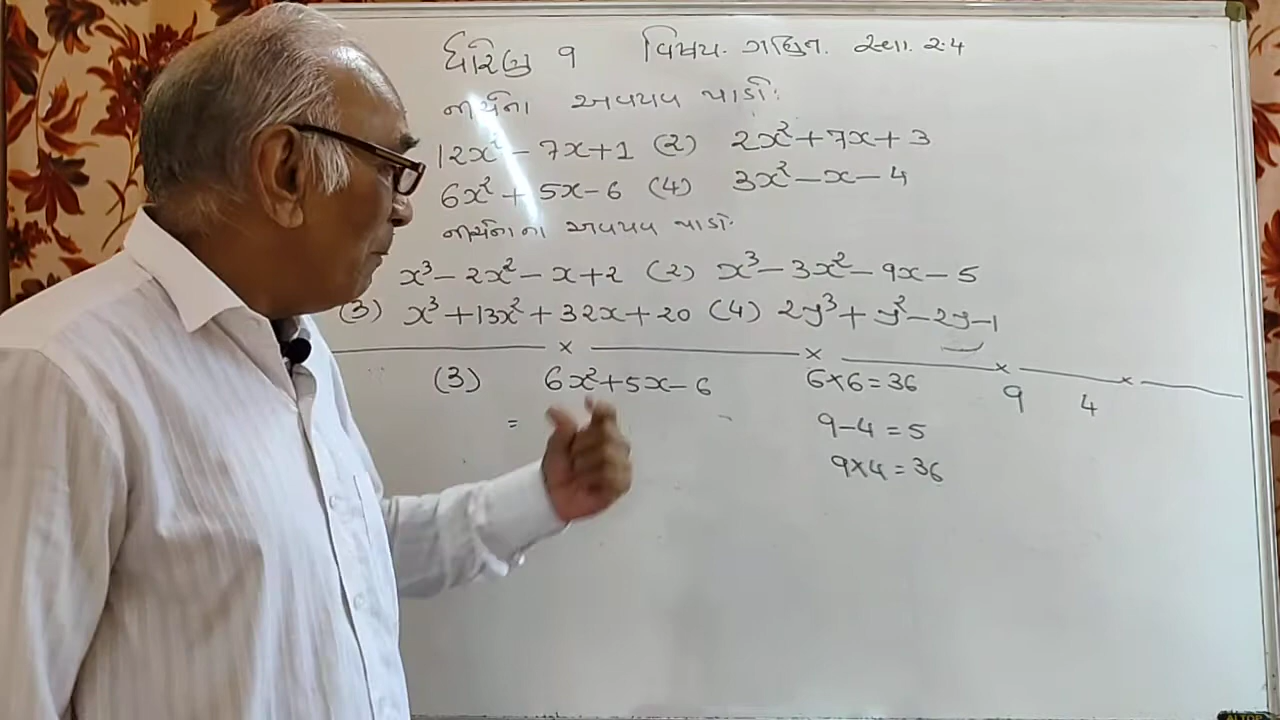 ધોરણ 9 વિષય. ગણિત. સ્વા. 2.4
નીચેના અવયવ પાડો:
12x² - 7x + 1 (2) 2x² + 7x + 3
6x² + 5x - 6 (4) 3x² - x - 4
નીચેનાના અવયવ પાડો.
x³ - 2x² - x + 2 (2) x³ - 3x² - 9x - 5
(3) x³ + 13x² + 32x + 20 (4) 2y³ + y² - 2y - 1
(3) 6x² + 5x - 6 6×6 = 36 9 4
= 9 - 4 = 5
9×4 = 36